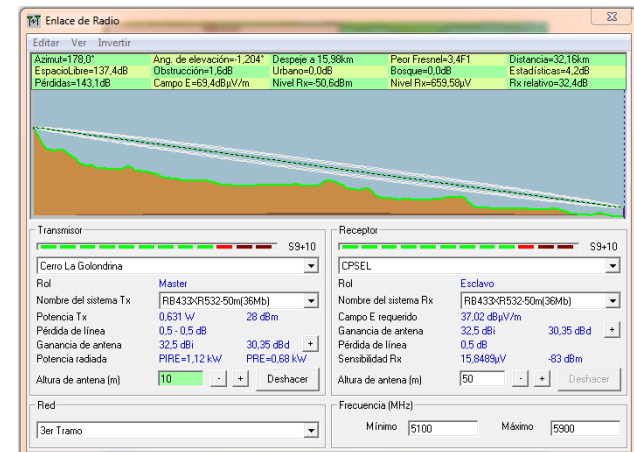 Enlace de Radio
Editar Ver Invertir
Azimut=178,0° Ang. de elevación=-1,204° Despeje a 15,98km Peor Fresnel=3,4F1 Distancia=32,16km
EspacioLibre=137,4dB Obstrucción=1,6dB Urbano=0,0dB Bosque=0,0dB Estadísticas=4,2dB
Pérdidas=143,1dB Campo E=69,4dBµV/m Nivel Rx=-50,6dBm Nivel Rx=659,58µV Rx relativo=32,4dB
Transmisor
S9+10
Cerro La Golondrina
Rol Master
Nombre del sistema Tx RB433XR532-50m(36Mb)
Potencia Tx 0,631 W 28 dBm
Pérdida de línea 0,5 - 0,5 dB
Ganancia de antena 32,5 dBi 30,35 dBd +
Potencia radiada PIRE=1,12 kW PRE=0,68 kW
Altura de antena (m) 10 - + Deshacer
Receptor
S9+10
CPSEL
Rol Esclavo
Nombre del sistema Rx RB433XR532-50m(36Mb)
Campo E requerido 37,02 dBµV/m
Ganancia de antena 32,5 dBi 30,35 dBd +
Pérdida de línea 0,5 dB
Sensibilidad Rx 15,8489µV -83 dBm
Altura de antena (m) 50 - + Deshacer
Red
3er Tramo
Frecuencia (MHz)
Mínimo 5100 Máximo 5900